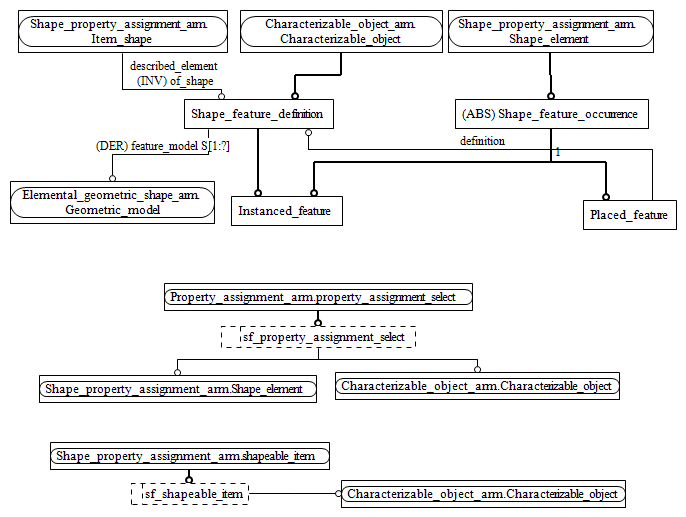 Shape_property_assignment_arm.
Item_shape
Characterizable_object_arm.
Characterizable_object
Shape_property_assignment_arm.
Shape_element
described_element
(INV) of_shape
Shape_feature_definition
(ABS) Shape_feature_occurrence
(DER) feature_model S[1:?]
definition
1
Elemental_geometric_shape_arm.
Geometric_model
Instanced_feature
Placed_feature
Property_assignment_arm.property_assignment_select
sf_property_assignment_select
Shape_property_assignment_arm.Shape_element
Characterizable_object_arm.Characterizable_object
Shape_property_assignment_arm.shapeable_item
sf_shapeable_item
Characterizable_object_arm.Characterizable_object